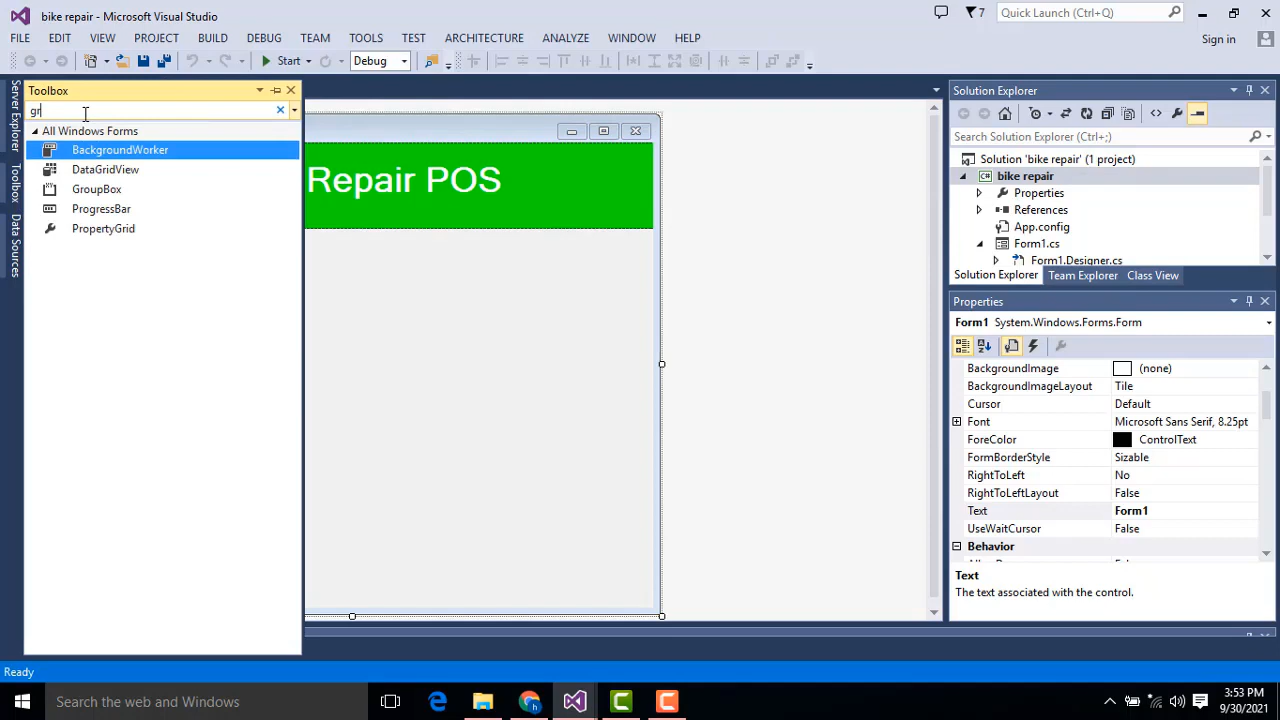 bike repair - Microsoft Visual Studio
7
Quick Launch (Ctrl+Q)
FILE EDIT VIEW PROJECT BUILD DEBUG TEAM TOOLS TEST ARCHITECTURE ANALYZE WINDOW HELP
Sign in
Start
Debug
Server Explorer
Toolbox
Data Sources
Toolbox
gr
All Windows Forms
BackgroundWorker
DataGridView
GroupBox
ProgressBar
PropertyGrid
Repair POS
Solution Explorer
Search Solution Explorer (Ctrl+;)
Solution 'bike repair' (1 project)
C# bike repair
Properties
References
App.config
Form1.cs
Form1.Designer.cs
Solution Explorer Team Explorer Class View
Properties
Form1 System.Windows.Forms.Form
BackgroundImage (none)
BackgroundImageLayout Tile
Cursor Default
Font Microsoft Sans Serif, 8.25pt
ForeColor ControlText
FormBorderStyle Sizable
RightToLeft No
RightToLeftLayout False
Text Form1
UseWaitCursor False
Behavior
Text
The text associated with the control.
Ready
Search the web and Windows
3:53 PM
9/30/2021